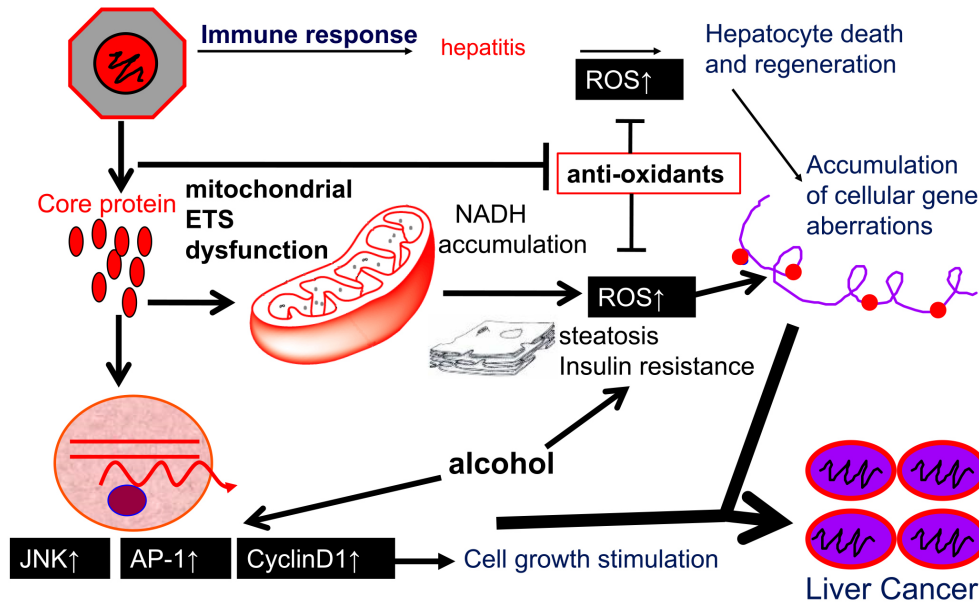 Immune response
hepatitis
ROS↑
Hepatocyte death
and regeneration
anti-oxidants
Accumulation
of cellular gene
aberrations
Core protein
mitochondrial
ETS
dysfunction
NADH
accumulation
ROS↑
steatosis
Insulin resistance
alcohol
JNK↑
AP-1↑
CyclinD1↑
Cell growth stimulation
Liver Cancer